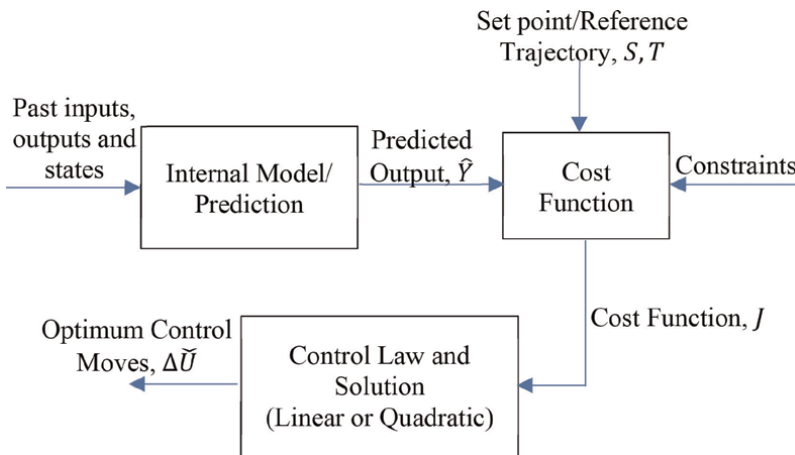 Set point/Reference
Trajectory, S, T
Past inputs,
outputs and
states
Internal Model/
Prediction
Predicted
Output, Ŷ
Cost
Function
Constraints
Cost Function, J
Optimum Control
Moves, ΔŬ
Control Law and
Solution
(Linear or Quadratic)